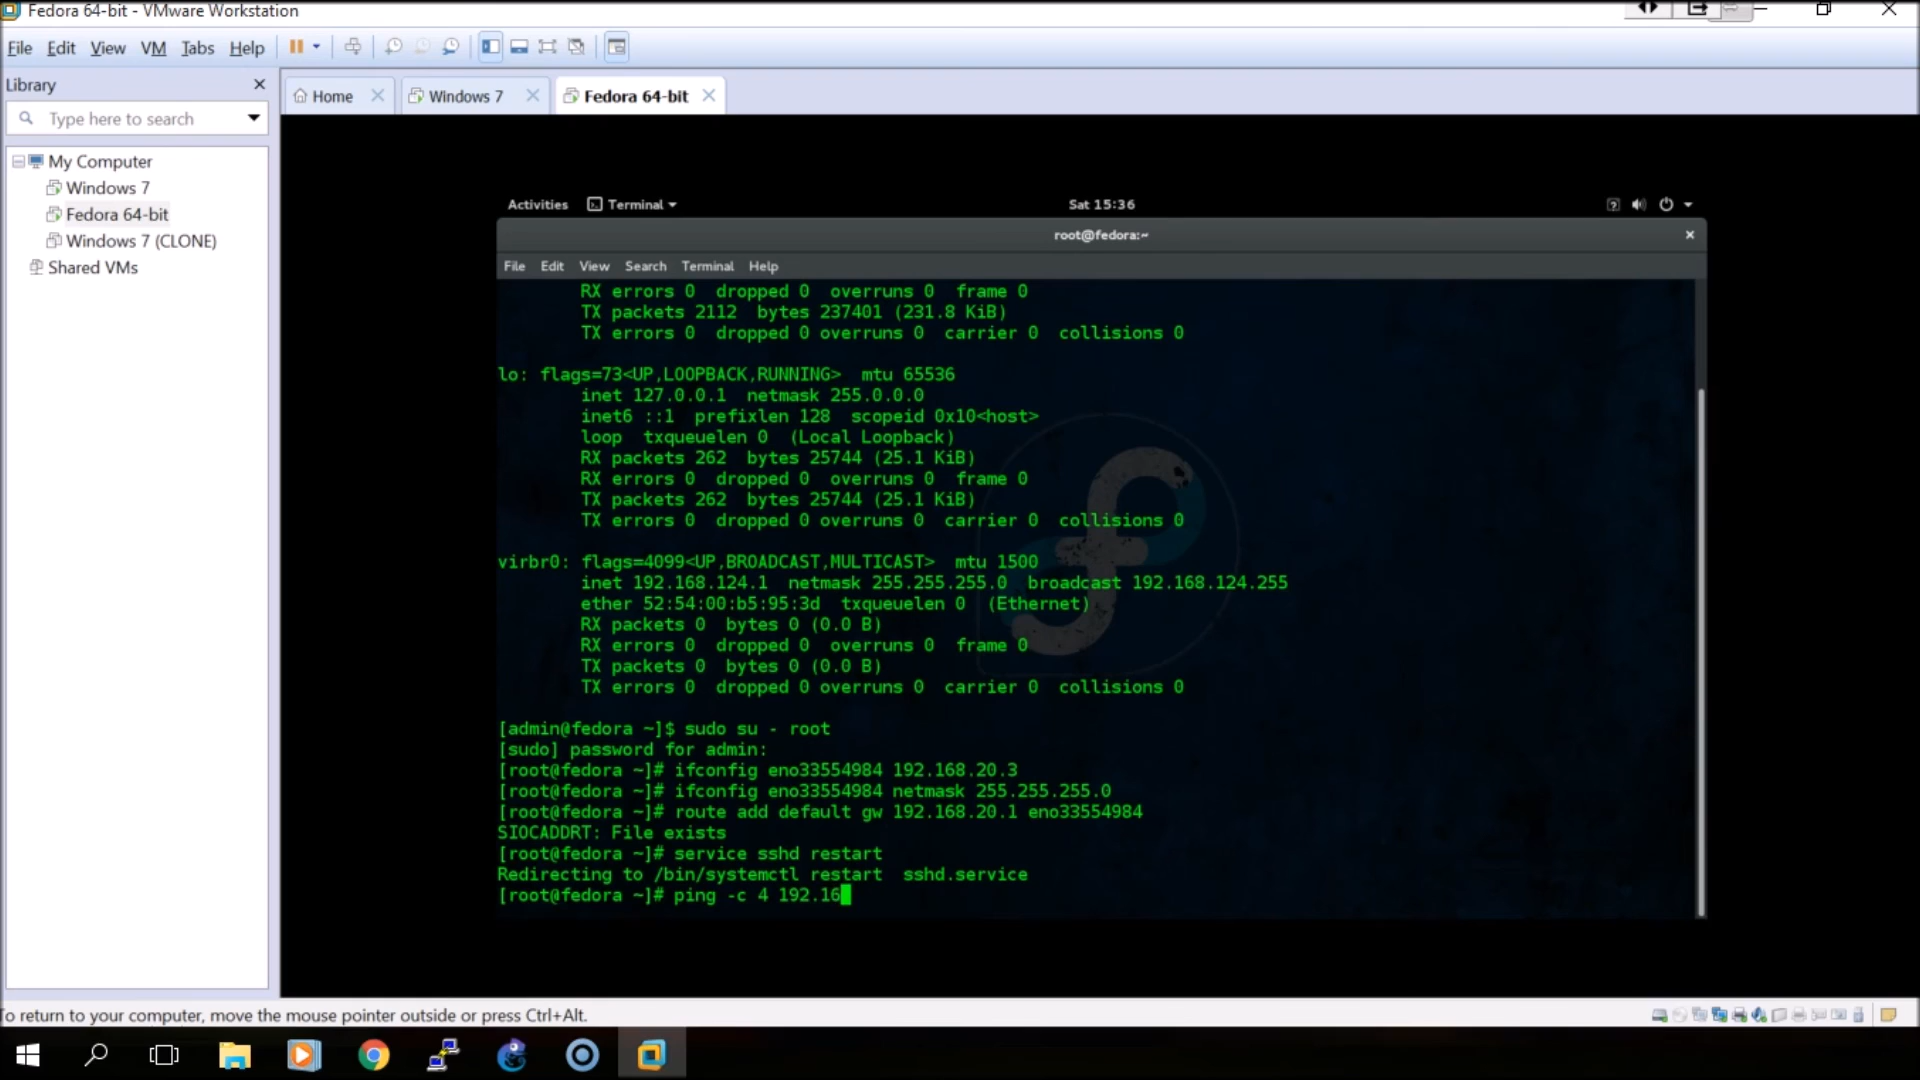 Fedora 64-bit - VMware Workstation
File Edit View VM Tabs Help
Library
Type here to search
My Computer
Windows 7
Fedora 64-bit
Windows 7 (CLONE)
Shared VMs
Home
Windows 7
Fedora 64-bit
Activities Terminal Sat 15:36
root@fedora:~
File Edit View Search Terminal Help
RX errors 0 dropped 0 overruns 0 frame 0
TX packets 2112 bytes 237401 (231.8 KiB)
TX errors 0 dropped 0 overruns 0 carrier 0 collisions 0
lo: flags=73<UP,LOOPBACK,RUNNING> mtu 65536
inet 127.0.0.1 netmask 255.0.0.0
inet6 ::1 prefixlen 128 scopeid 0x10<host>
loop txqueuelen 0 (Local Loopback)
RX packets 262 bytes 25744 (25.1 KiB)
RX errors 0 dropped 0 overruns 0 frame 0
TX packets 262 bytes 25744 (25.1 KiB)
TX errors 0 dropped 0 overruns 0 carrier 0 collisions 0
virbr0: flags=4099<UP,BROADCAST,MULTICAST> mtu 1500
inet 192.168.124.1 netmask 255.255.255.0 broadcast 192.168.124.255
ether 52:54:00:b5:95:3d txqueuelen 0 (Ethernet)
RX packets 0 bytes 0 (0.0 B)
RX errors 0 dropped 0 overruns 0 frame 0
TX packets 0 bytes 0 (0.0 B)
TX errors 0 dropped 0 overruns 0 carrier 0 collisions 0
[admin@fedora ~]$ sudo su - root
[sudo] password for admin:
[root@fedora ~]# ifconfig eno33554984 192.168.20.3
[root@fedora ~]# ifconfig eno33554984 netmask 255.255.255.0
[root@fedora ~]# route add default gw 192.168.20.1 eno33554984
SIOCADDRT: File exists
[root@fedora ~]# service sshd restart
Redirecting to /bin/systemctl restart sshd.service
[root@fedora ~]# ping -c 4 192.16
To return to your computer, move the mouse pointer outside or press Ctrl+Alt.